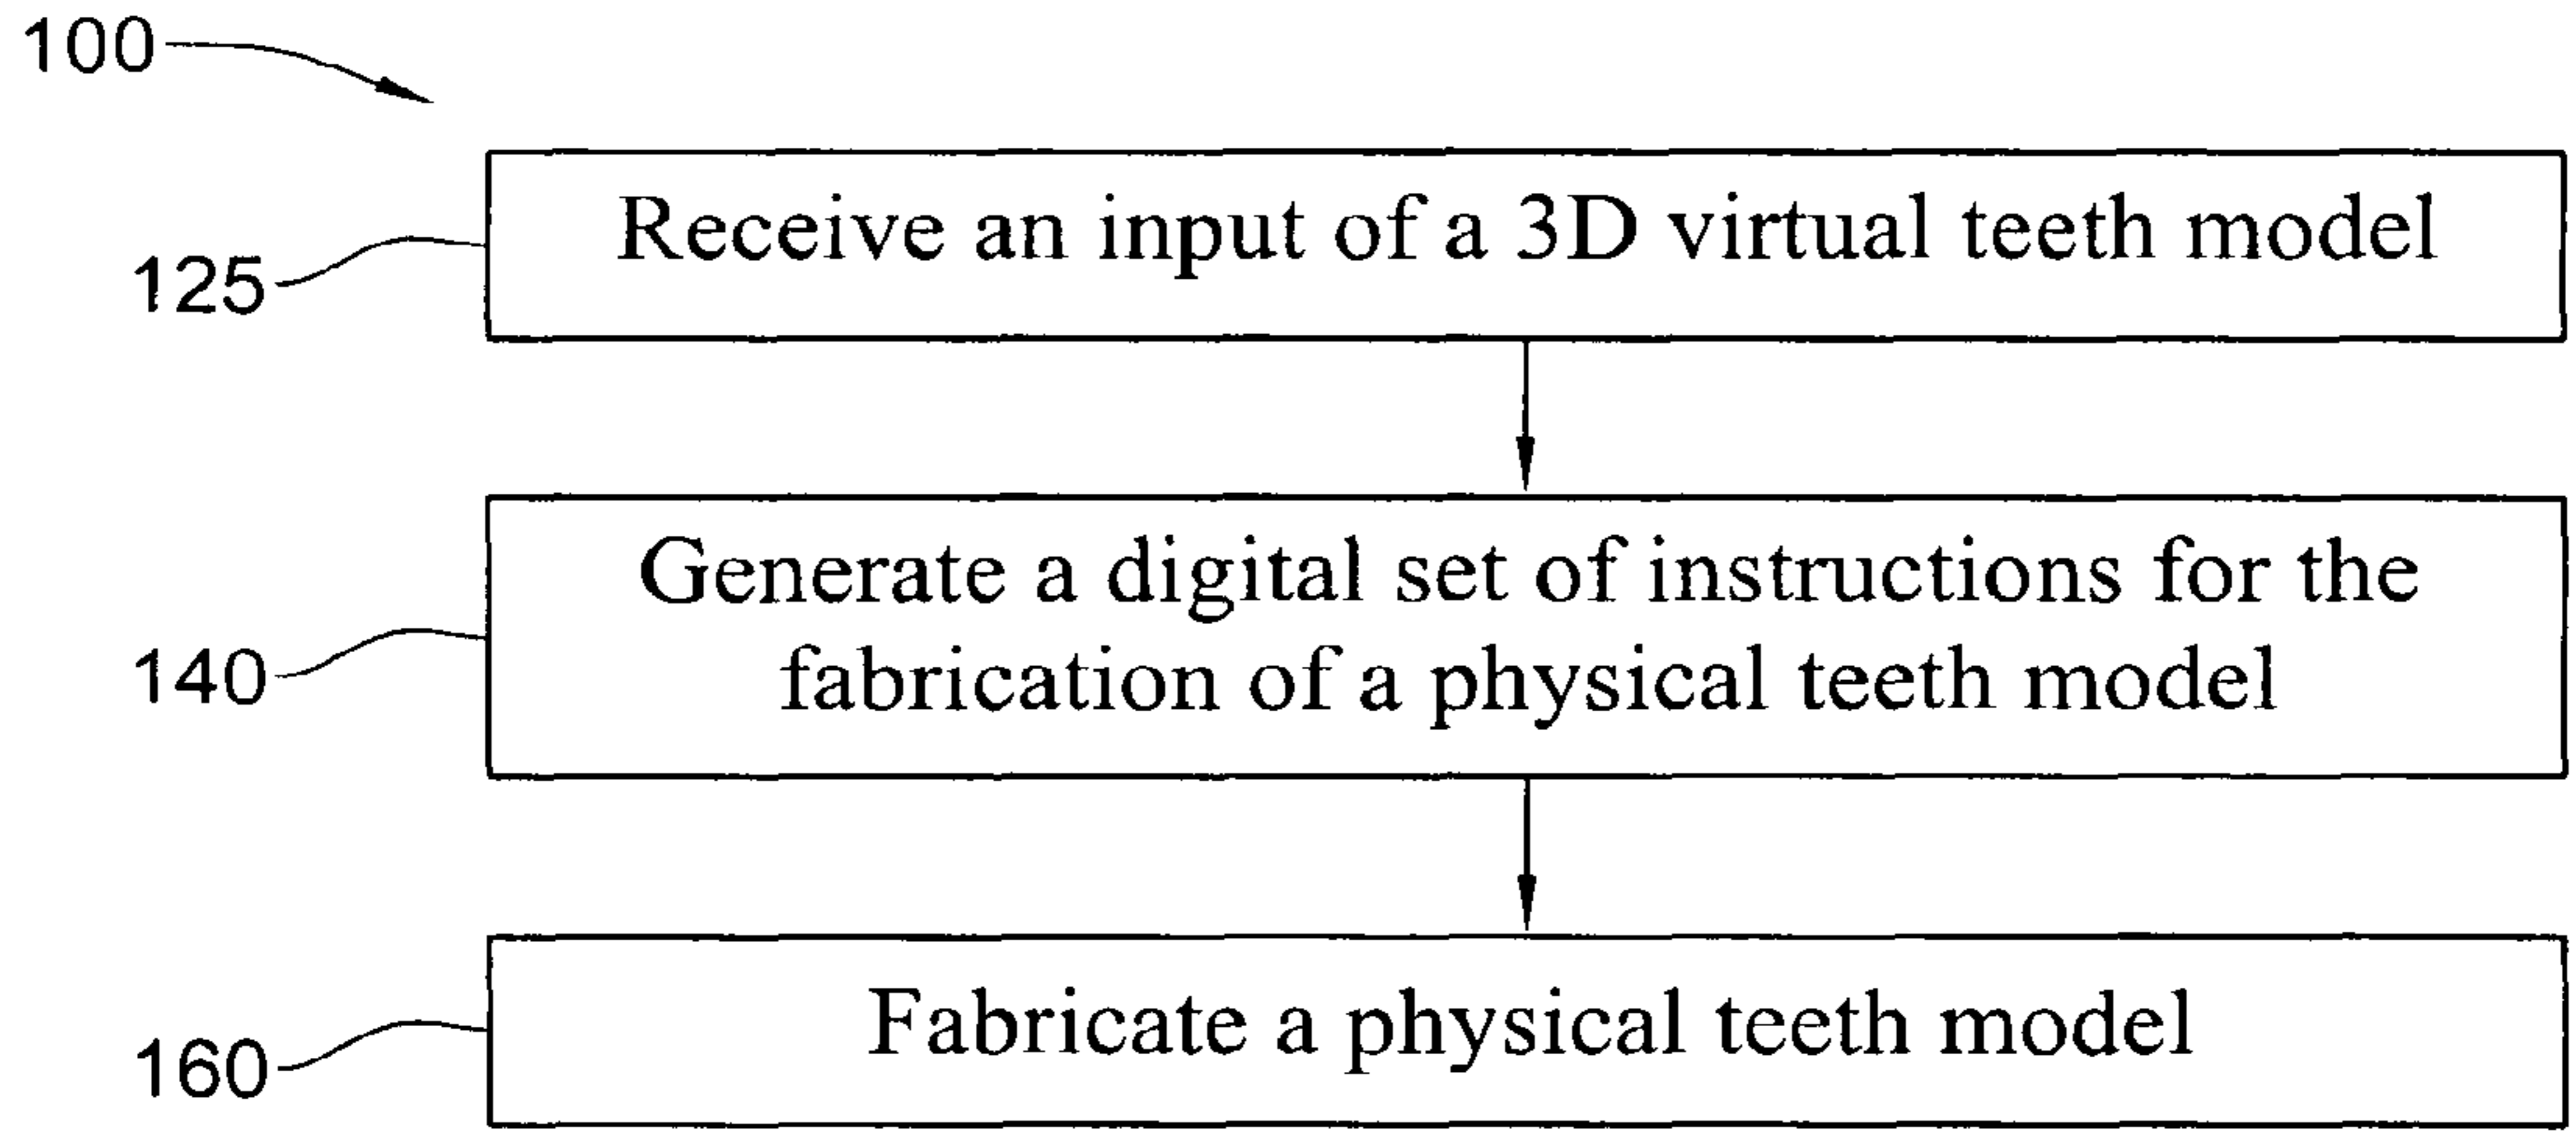 100
Receive an input of a 3D virtual teeth model
125
Generate a digital set of instructions for the
fabrication of a physical teeth model
140
Fabricate a physical teeth model
160